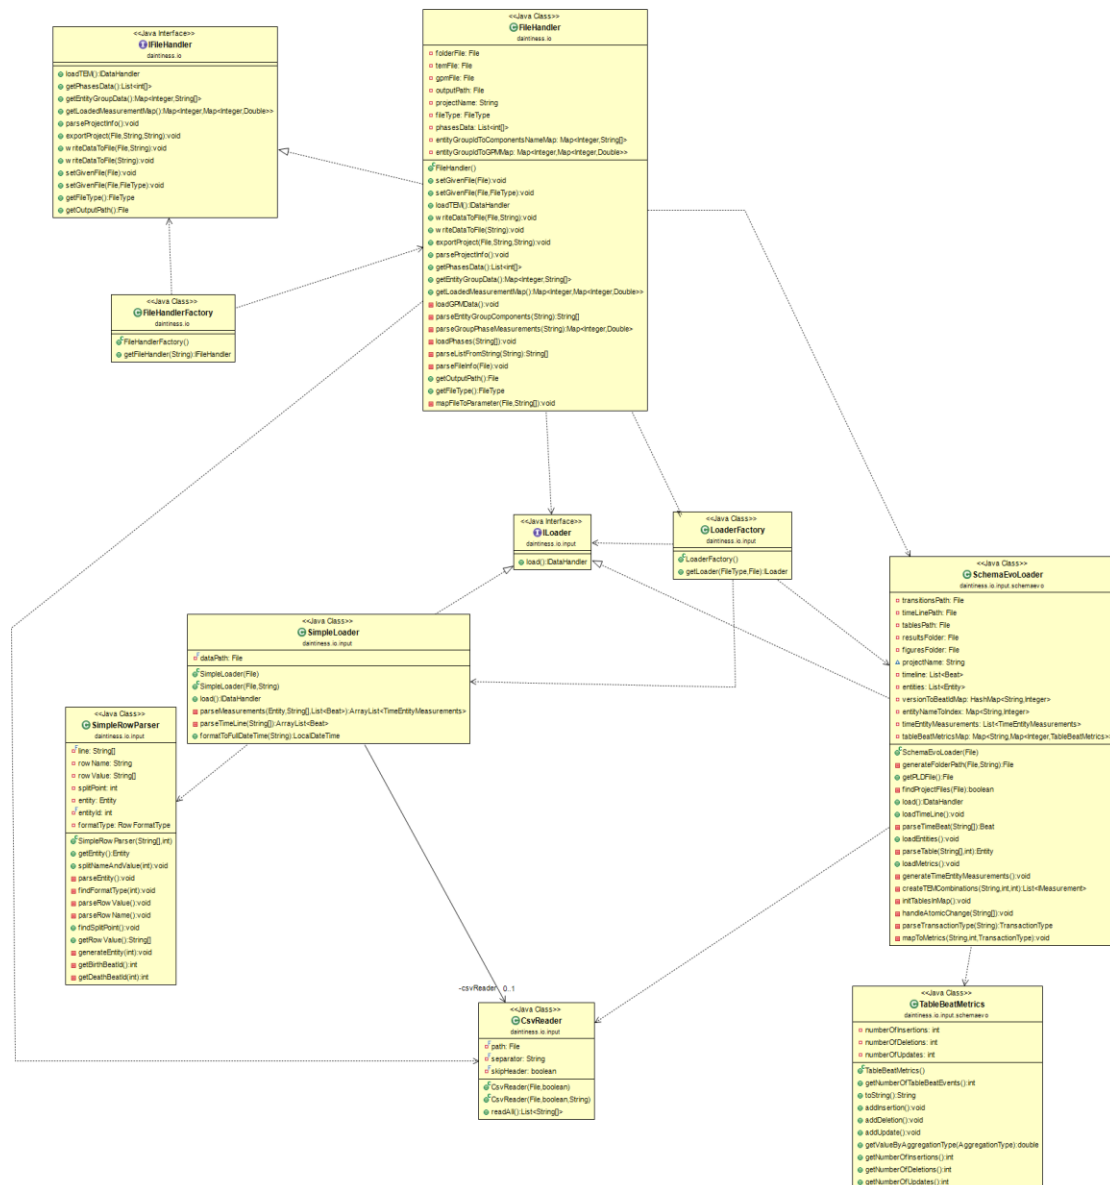 <<Java Interface>>
IFileHandler
daintiness.io
loadTEM():IDataHandler
getPhasesData():List<int[]>
getEntityGroupData():Map<Integer,String[]>
getLoadedMeasurementMap():Map<Integer,Map<Integer,Double>>
parseProjectInfo():void
exportProject(File,String,String):void
writeDataToFile(File,String):void
writeDataToFile(String):void
setGivenFile(File):void
setGivenFile(File,FileType):void
getFileType():FileType
getOutputPath():File
<<Java Class>>
FileHandler
daintiness.io
folderFile: File
temFile: File
gpmFile: File
outputPath: File
projectName: String
fileType: FileType
phasesData: List<int[]>
entityGroupIdToComponentsNameMap: Map<Integer,String[]>
entityGroupIdToGPMMap: Map<Integer,Map<Integer,Double>>
FileHandler()
setGivenFile(File):void
setGivenFile(File,FileType):void
loadTEM():IDataHandler
writeDataToFile(File,String):void
writeDataToFile(String):void
exportProject(File,String,String):void
parseProjectInfo():void
getPhasesData():List<int[]>
getEntityGroupData():Map<Integer,String[]>
getLoadedMeasurementMap():Map<Integer,Map<Integer,Double>>
loadGPMData():void
parseEntityGroupComponents(String):String[]
parseGroupPhaseMeasurements(String):Map<Integer,Double>
loadPhases(String[]):void
parseListFromString(String):String[]
parseFileInfo(File):void
getOutputPath():File
getFileType():FileType
mapFileToParameter(File,String[]):void
<<Java Class>>
FileHandlerFactory
daintiness.io
FileHandlerFactory()
getFileHandler(String):IFileHandler
<<Java Interface>>
ILoader
daintiness.io.input
load():IDataHandler
<<Java Class>>
LoaderFactory
daintiness.io.input
LoaderFactory()
getLoader(FileType,File):ILoader
<<Java Class>>
SchemaEvoLoader
daintiness.io.input.schemaevo
transitionsPath: File
timeLinePath: File
tablesPath: File
resultsFolder: File
figuresFolder: File
projectName: String
timeline: List<Beat>
entities: List<Entity>
versionToBeatIdMap: HashMap<String,Integer>
entityNameToIndex: Map<String,Integer>
timeEntityMeasurements: List<TimeEntityMeasurements>
tableBeatMetricsMap: Map<String,Map<Integer,TableBeatMetrics>>
SchemaEvoLoader(File)
generateFolderPath(File,String):File
getPLDFile():File
findProjectFiles(File):boolean
load():IDataHandler
loadTimeLine():void
parseTimeBeat(String[]):Beat
loadEntities():void
parseTable(String[],int):Entity
loadMetrics():void
generateTimeEntityMeasurements():void
createTEMCombinations(String,int,int):List<IMeasurement>
initTablesInMap():void
handleAtomicChange(String[]):void
parseTransactionType(String):TransactionType
mapToMetrics(String,int,TransactionType):void
<<Java Class>>
SimpleLoader
daintiness.io.input
dataPath: File
SimpleLoader(File)
SimpleLoader(File,String)
load():IDataHandler
parseMeasurements(Entity,String[],List<Beat>):ArrayList<TimeEntityMeasurements>
parseTimeLine(String[]):ArrayList<Beat>
formatToFullDateTime(String):LocalDateTime
<<Java Class>>
SimpleRowParser
daintiness.io.input
line: String[]
rowName: String
rowValue: String[]
splitPoint: int
entity: Entity
entityId: int
formatType: RowFormatType
SimpleRowParser(String[],int)
getEntity():Entity
splitNameAndValue(int):void
parseEntity():void
findFormatType(int):void
parseRowValue():void
parseRowName():void
findSplitPoint():void
getRowValue():String[]
generateEntity(int):void
getBirthBeatId():int
getDeathBeatId(int):int
-csvReader 0..1
<<Java Class>>
CsvReader
daintiness.io.input
path: File
separator: String
skipHeader: boolean
CsvReader(File,boolean)
CsvReader(File,boolean,String)
readAll():List<String[]>
<<Java Class>>
TableBeatMetrics
daintiness.io.input.schemaevo
numberOfInsertions: int
numberOfDeletions: int
numberOfUpdates: int
TableBeatMetrics()
getNumberOfTableBeatEvents():int
toString():String
addInsertion():void
addDeletion():void
addUpdate():void
getValueByAggregationType(AggregationType):double
getNumberOfInsertions():int
getNumberOfDeletions():int
getNumberOfUpdates():int